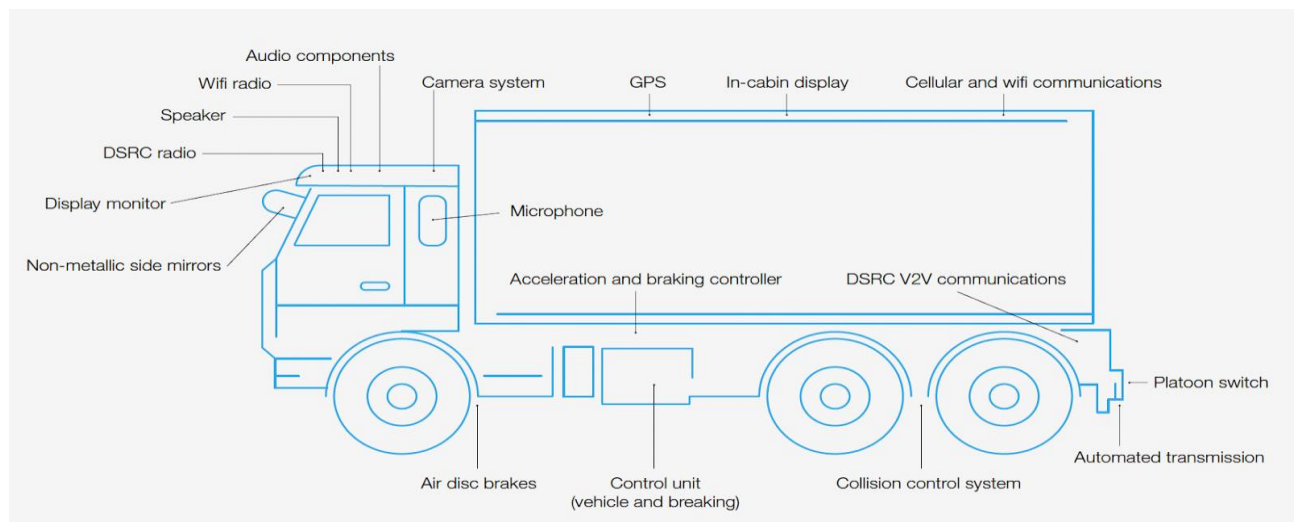 Audio components
Wifi radio
Camera system
GPS
In-cabin display
Cellular and wifi communications
Speaker
DSRC radio
Display monitor
Microphone
Non-metallic side mirrors
Acceleration and braking controller
DSRC V2V communications
Platoon switch
Automated transmission
Air disc brakes
Control unit
(vehicle and breaking)
Collision control system